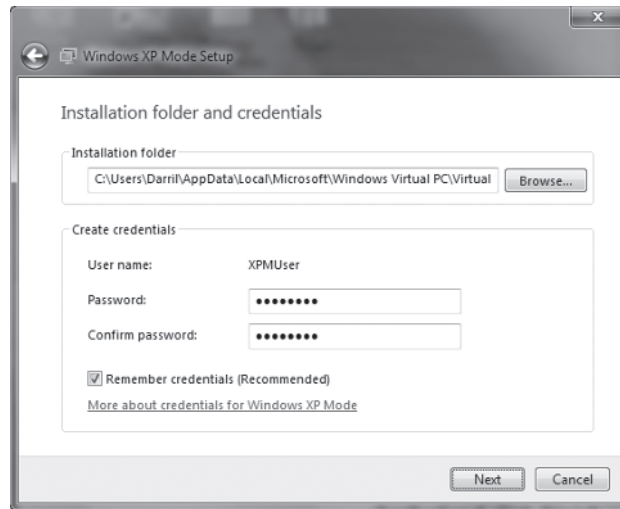 Windows XP Mode Setup
Installation folder and credentials
Installation folder
C:\Users\Darril\AppData\Local\Microsoft\Windows Virtual PC\Virtual
Browse...
Create credentials
User name: XPMUser
Password: ●●●●●●●●
Confirm password: ●●●●●●●●
Remember credentials (Recommended)
More about credentials for Windows XP Mode
Next Cancel